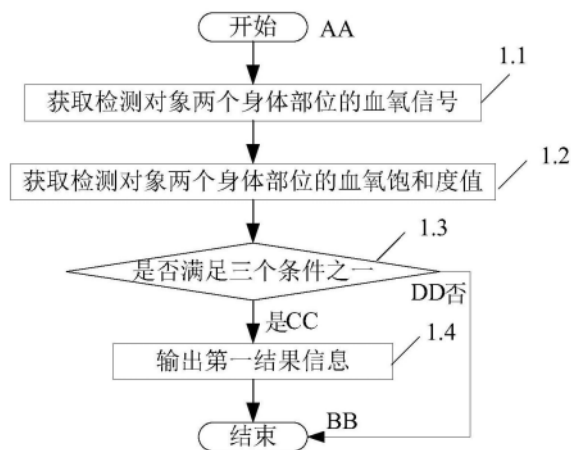 开始 AA
1.1
获取检测对象两个身体部位的血氧信号
1.2
获取检测对象两个身体部位的血氧饱和度值
1.3
是否满足三个条件之一
DD否
是CC
1.4
输出第一结果信息
BB
结束